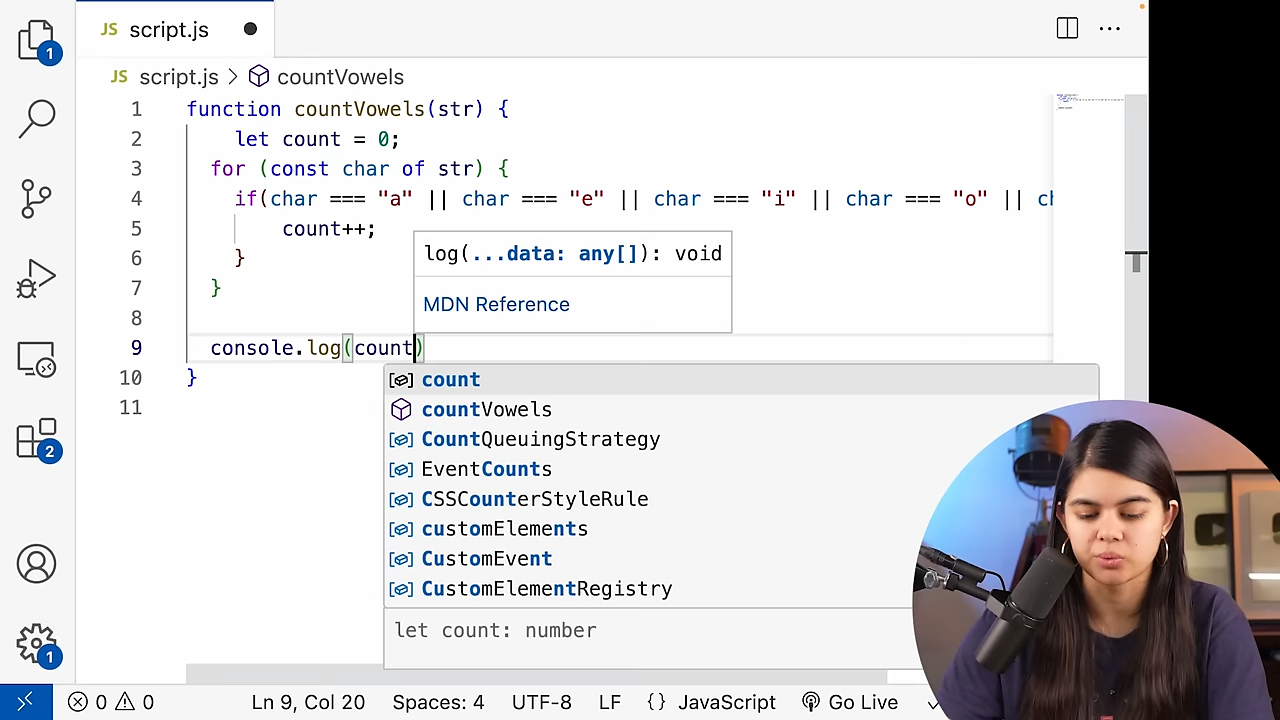 JS script.js
1
JS script.js > countVowels
1 function countVowels(str) {
2 let count = 0;
3 for (const char of str) {
4 if(char === "a" || char === "e" || char === "i" || char === "o" || ch
5 count++;
6 }
7 }
8
9 console.log(count)
10 }
11
log(...data: any[]): void
MDN Reference
count
countVowels
CountQueuingStrategy
EventCounts
CSSCounterStyleRule
customElements
CustomEvent
CustomElementRegistry
let count: number
2
1
0 0 Ln 9, Col 20 Spaces: 4 UTF-8 LF {} JavaScript Go Live